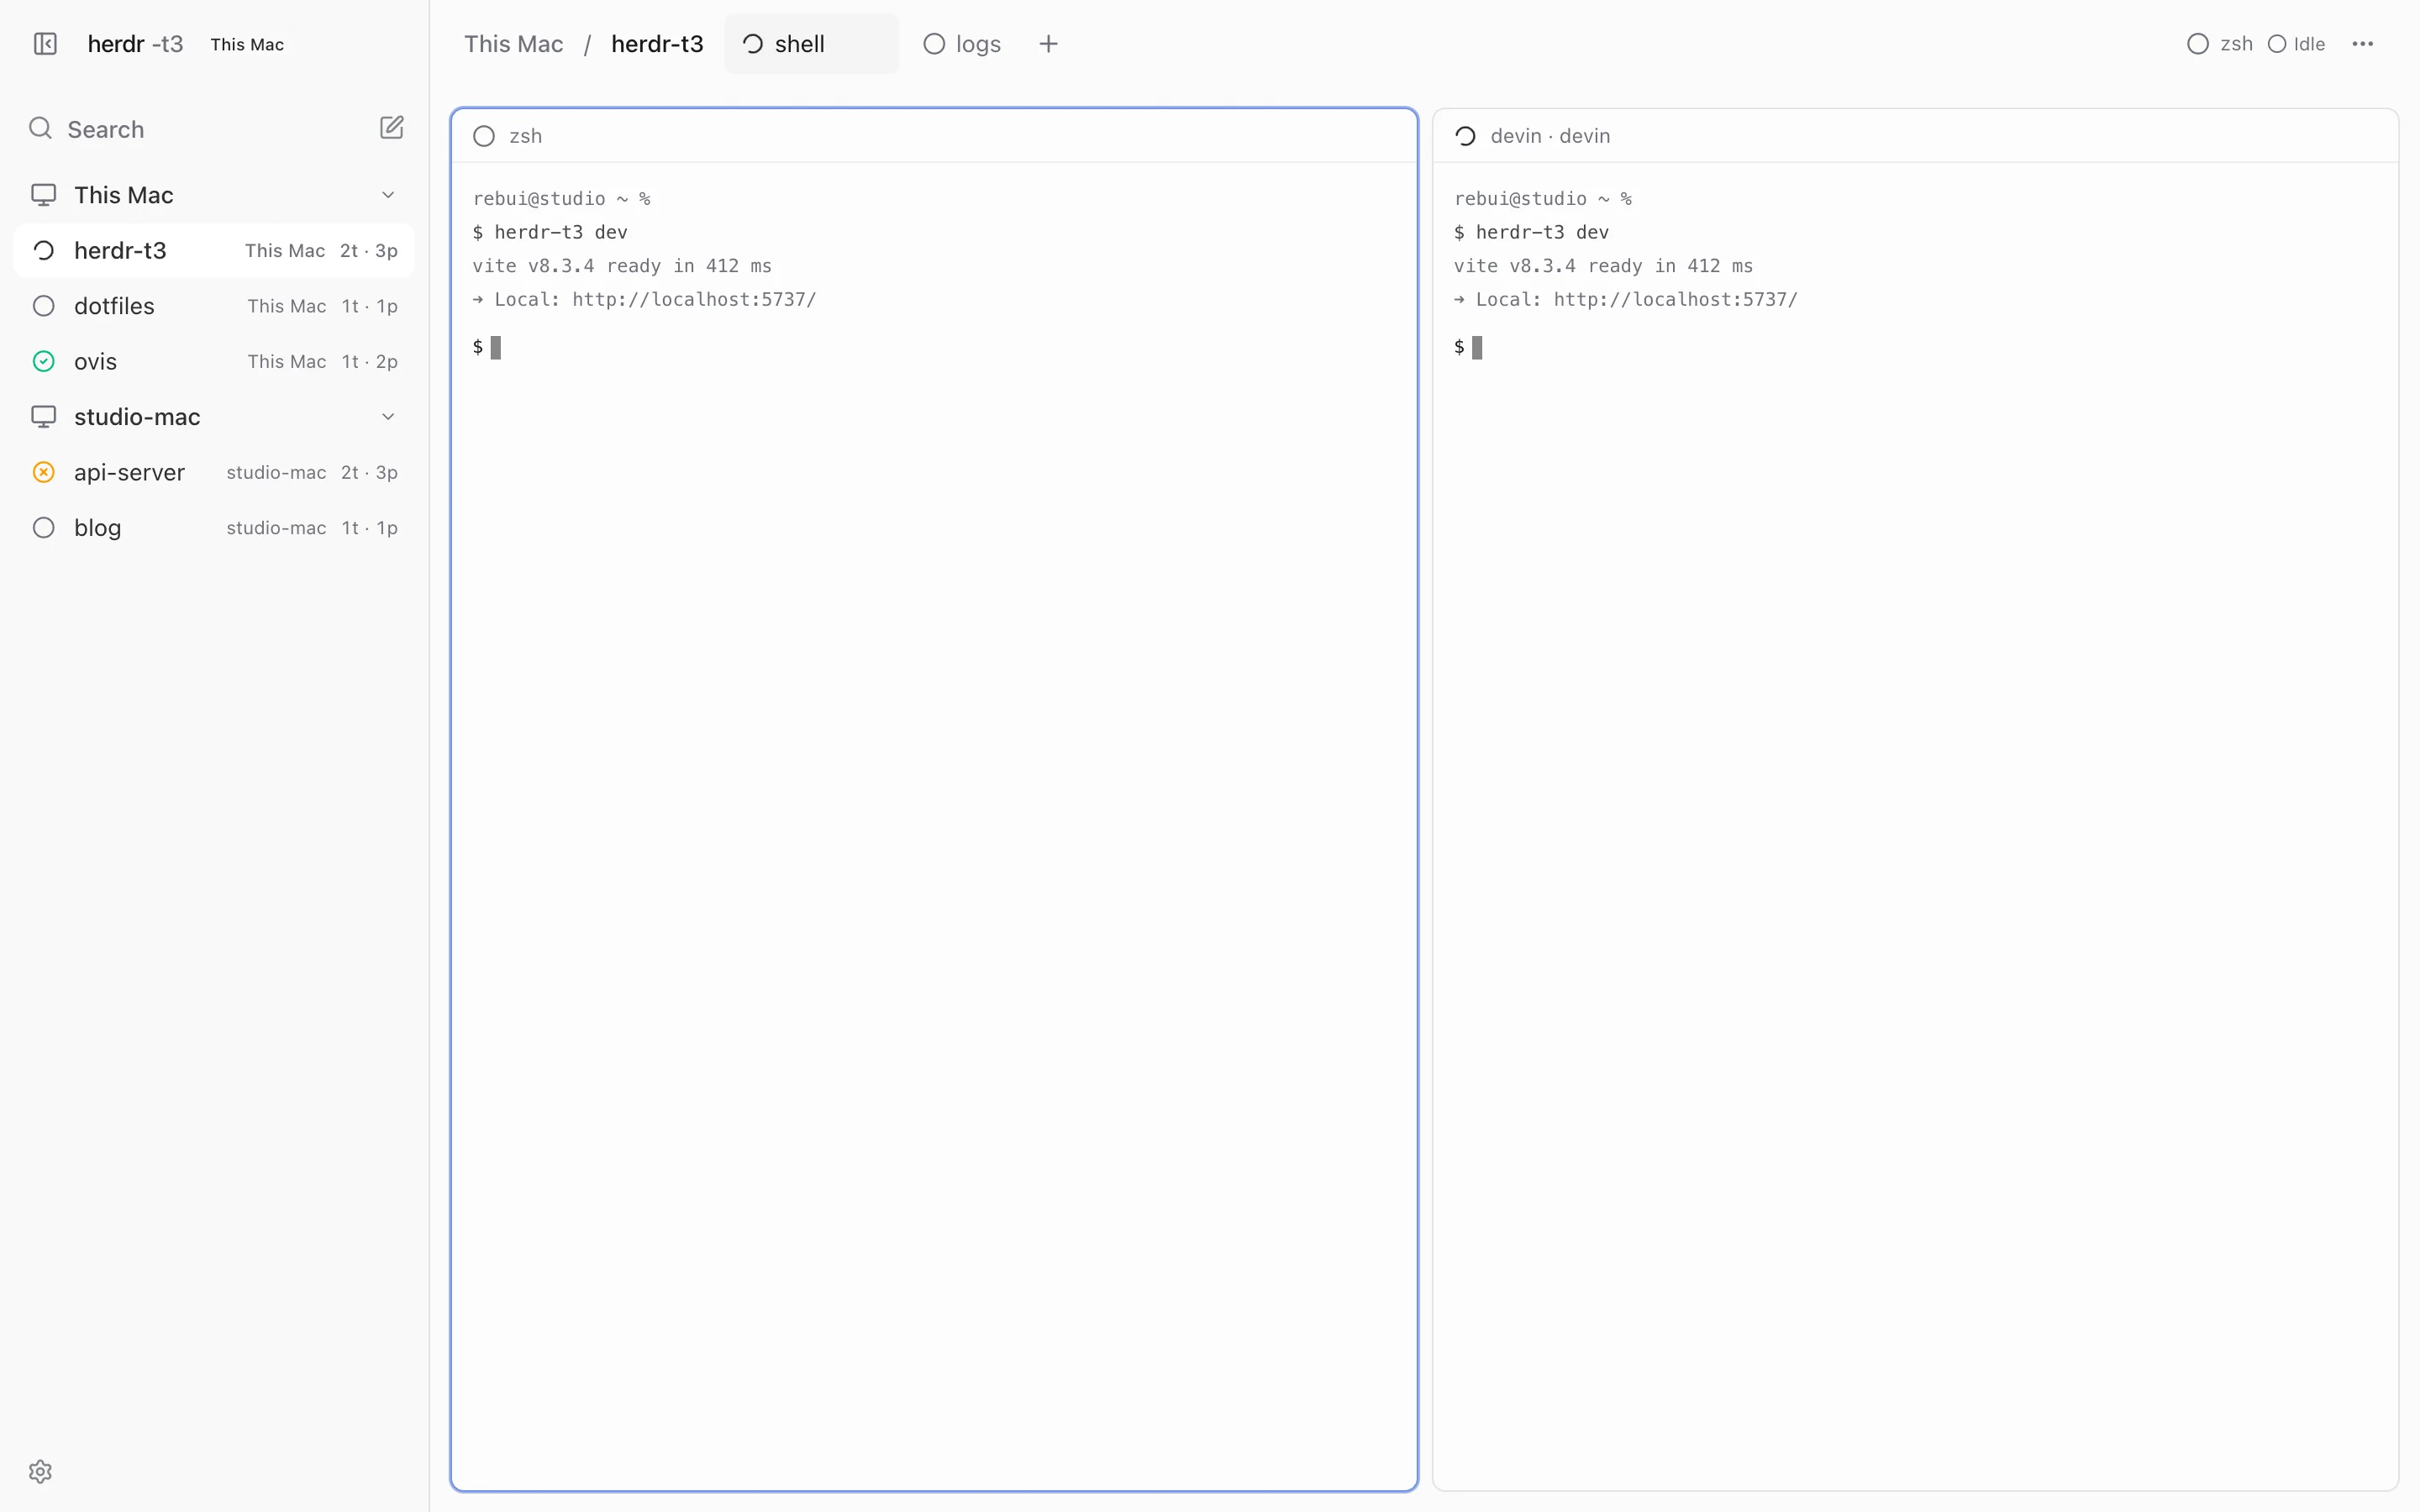 herdr -t3 This Mac
Search
This Mac
herdr-t3 This Mac 2t · 3p
dotfiles This Mac 1t · 1p
ovis This Mac 1t · 2p
studio-mac
api-server studio-mac 2t · 3p
blog studio-mac 1t · 1p
This Mac / herdr-t3 shell logs
zsh Idle
zsh
rebui@studio ~ %
$ herdr-t3 dev
vite v8.3.4 ready in 412 ms
➜ Local: http://localhost:5737/
$
devin · devin
rebui@studio ~ %
$ herdr-t3 dev
vite v8.3.4 ready in 412 ms
➜ Local: http://localhost:5737/
$